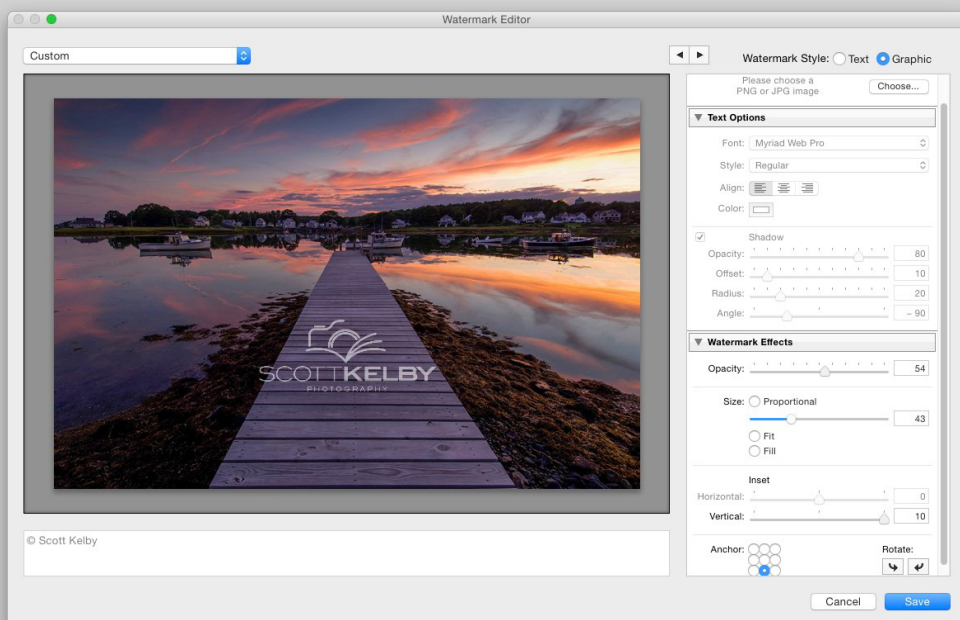 Watermark Editor
Custom
Watermark Style: Text Graphic
Please choose a
PNG or JPG image
Choose...
Text Options
Font: Myriad Web Pro
Style: Regular
Align:
Color:
Shadow
Opacity: 80
Offset: 10
Radius: 20
Angle: – 90
Watermark Effects
Opacity: 54
Size: Proportional
43
Fit
Fill
Inset
Horizontal: 0
Vertical: 10
Anchor: Rotate:
SCOTTKELBY
PHOTOGRAPHY
© Scott Kelby
Cancel Save